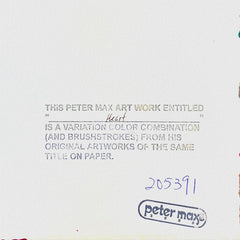 THIS PETER MAX ART WORK ENTITLED
" Heart "
IS A VARIATION COLOR COMBINATION
(AND BRUSHSTROKES) FROM HIS
ORIGINAL ARTWORKS OF THE SAME
TITLE ON PAPER.
205391
peter max